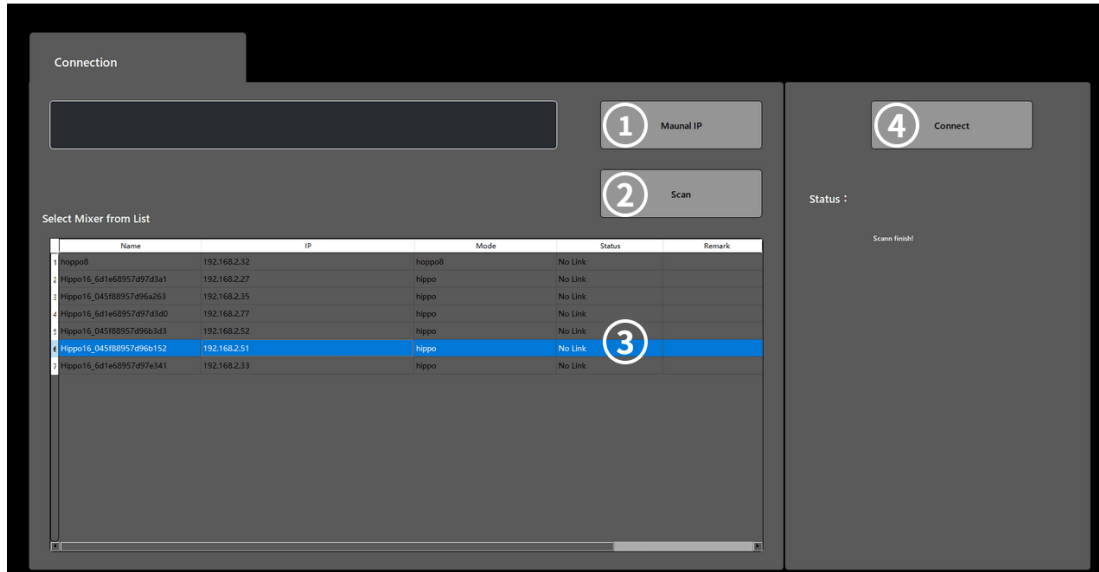 Connection
1 Maunal IP
4 Connect
2 Scan
Status：
Select Mixer from List
Scann finish!
Name IP Mode Status Remark
1 hoppo8 192.168.2.32 hoppo8 No Link
2 Hippo16_6d1e68957d97d3a1 192.168.2.27 hippo No Link
3 Hippo16_045f88957d96a263 192.168.2.35 hippo No Link
4 Hippo16_6d1e68957d97d3d0 192.168.2.77 hippo No Link
5 Hippo16_045f88957d96b3d3 192.168.2.52 hippo No Link
6 Hippo16_045f88957d96b152 192.168.2.51 hippo No Link 3
7 Hippo16_6d1e68957d97e341 192.168.2.33 hippo No Link